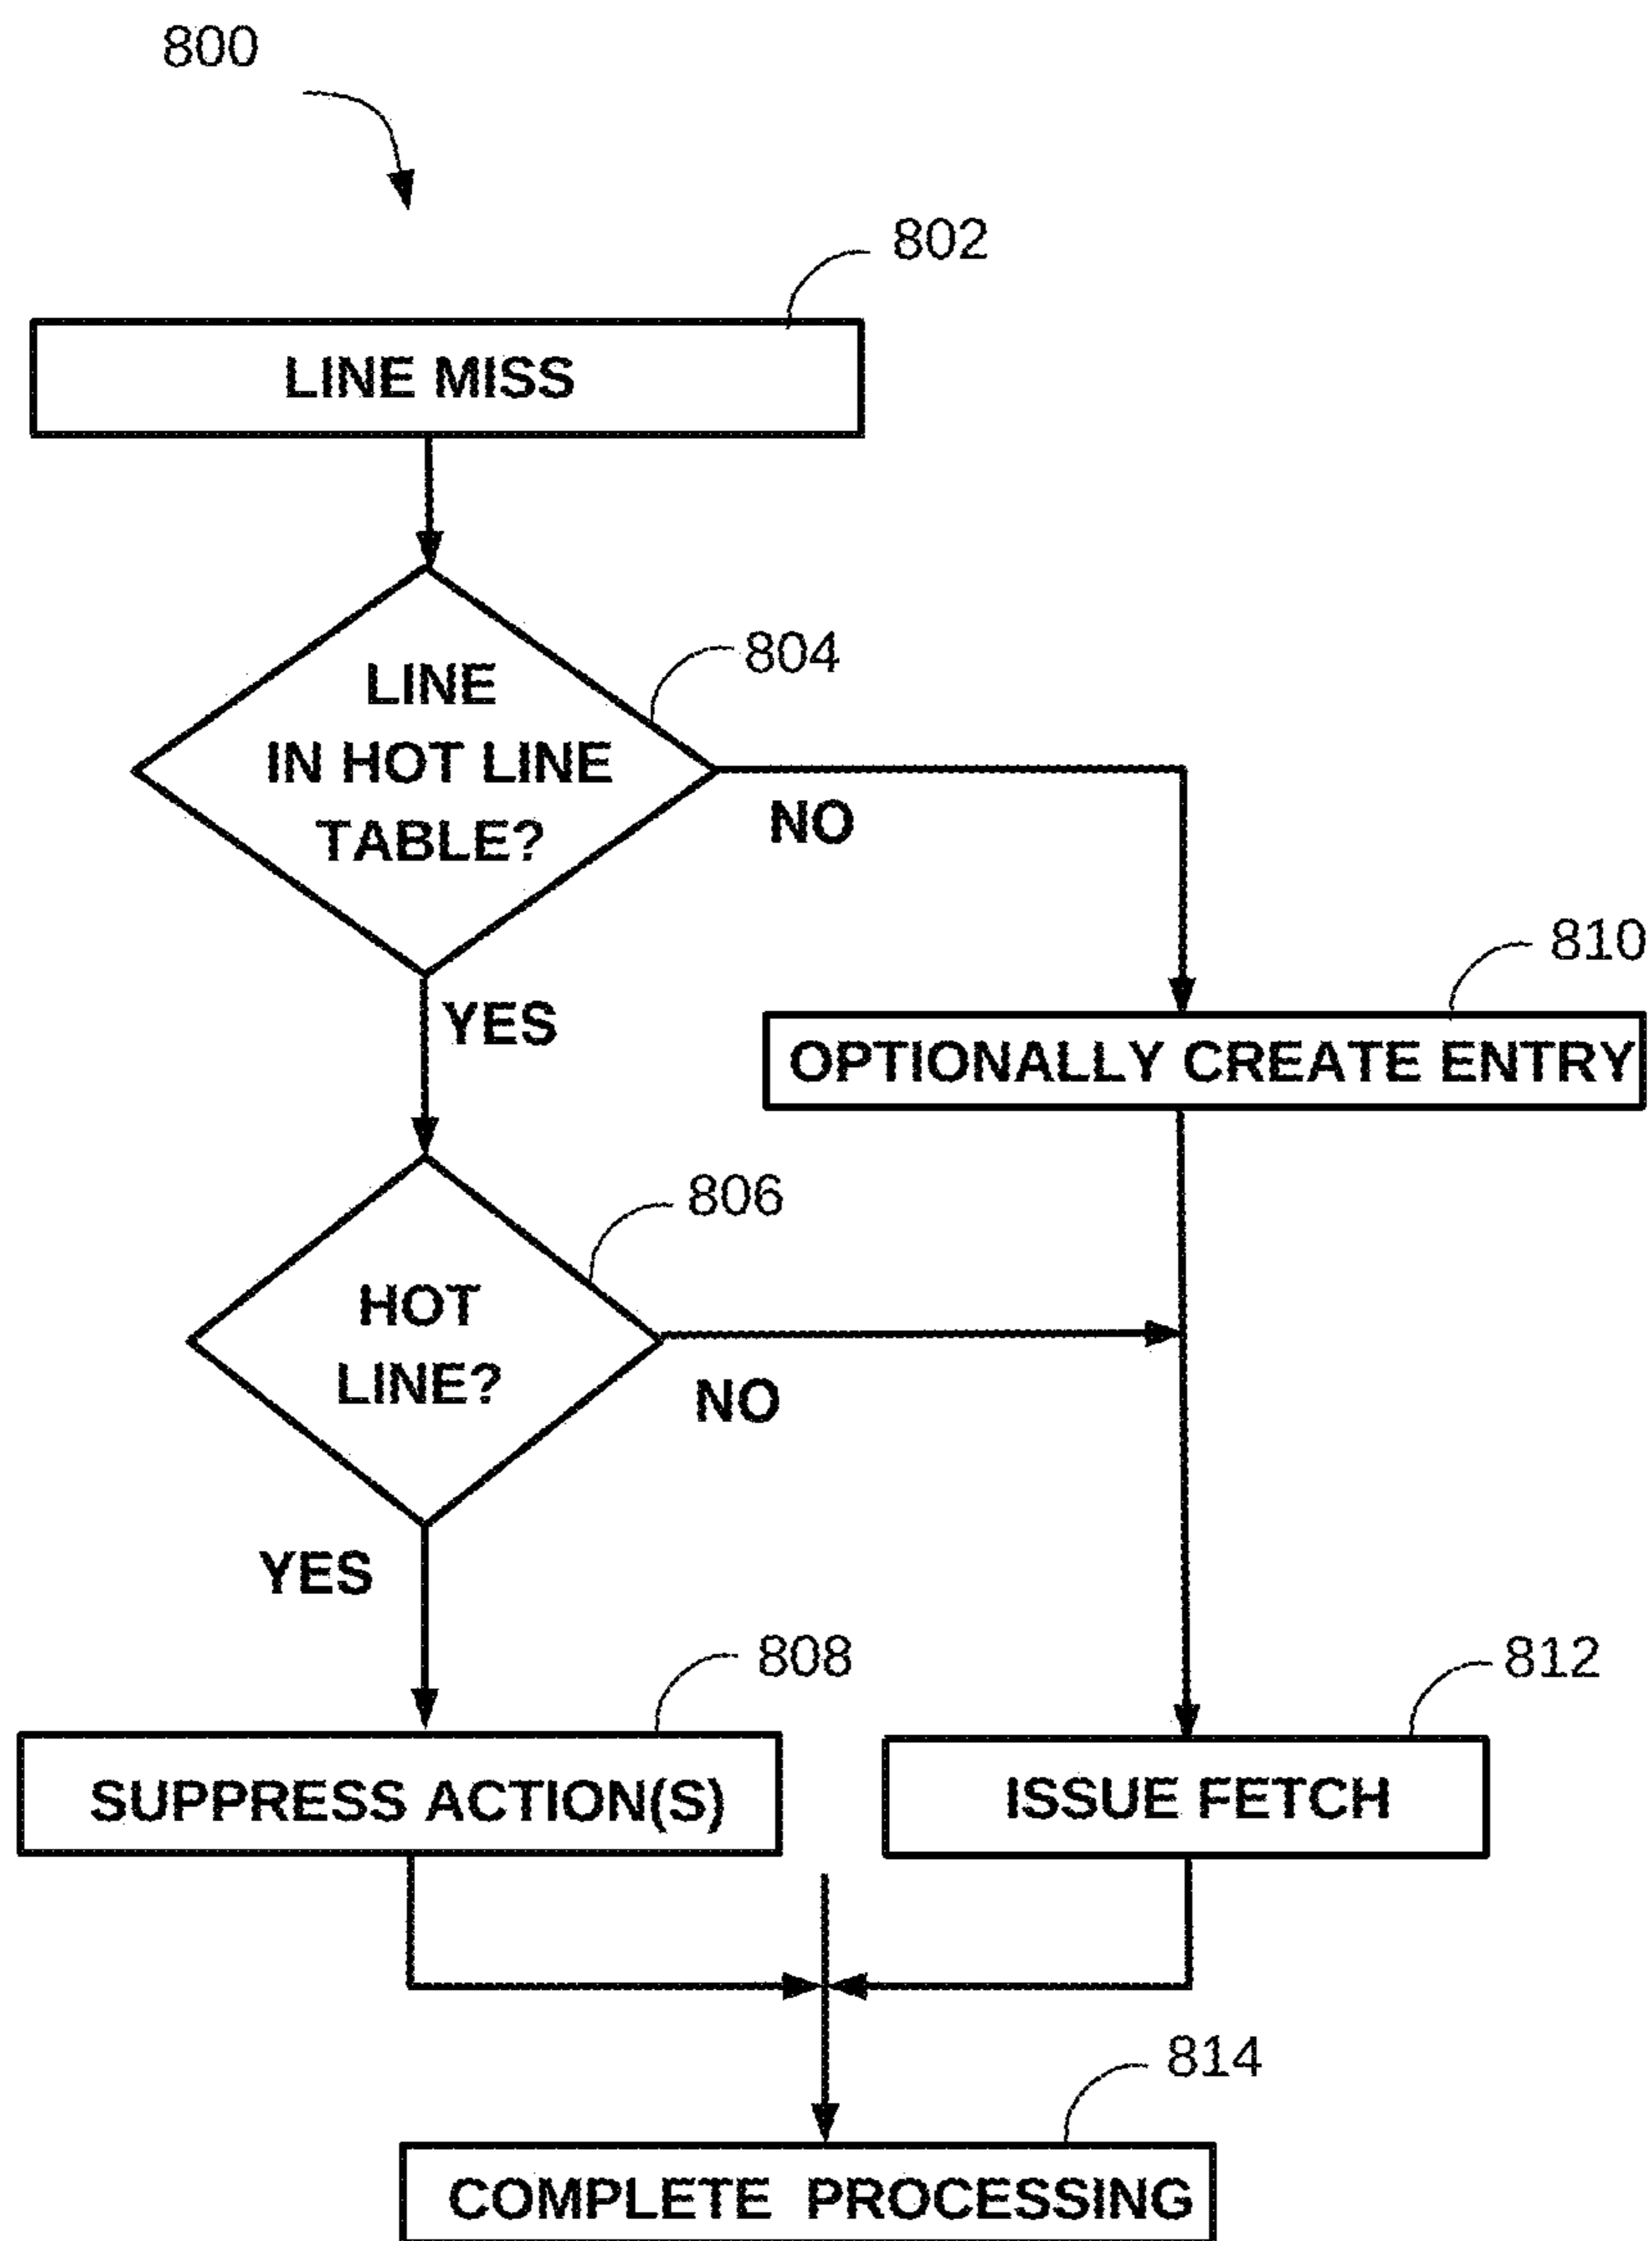 800
802
LINE MISS
804
LINE
IN HOT LINE
TABLE?
NO
810
YES
OPTIONALLY CREATE ENTRY
806
HOT
LINE?
NO
YES
808
812
SUPPRESS ACTION(S)
ISSUE FETCH
814
COMPLETE PROCESSING